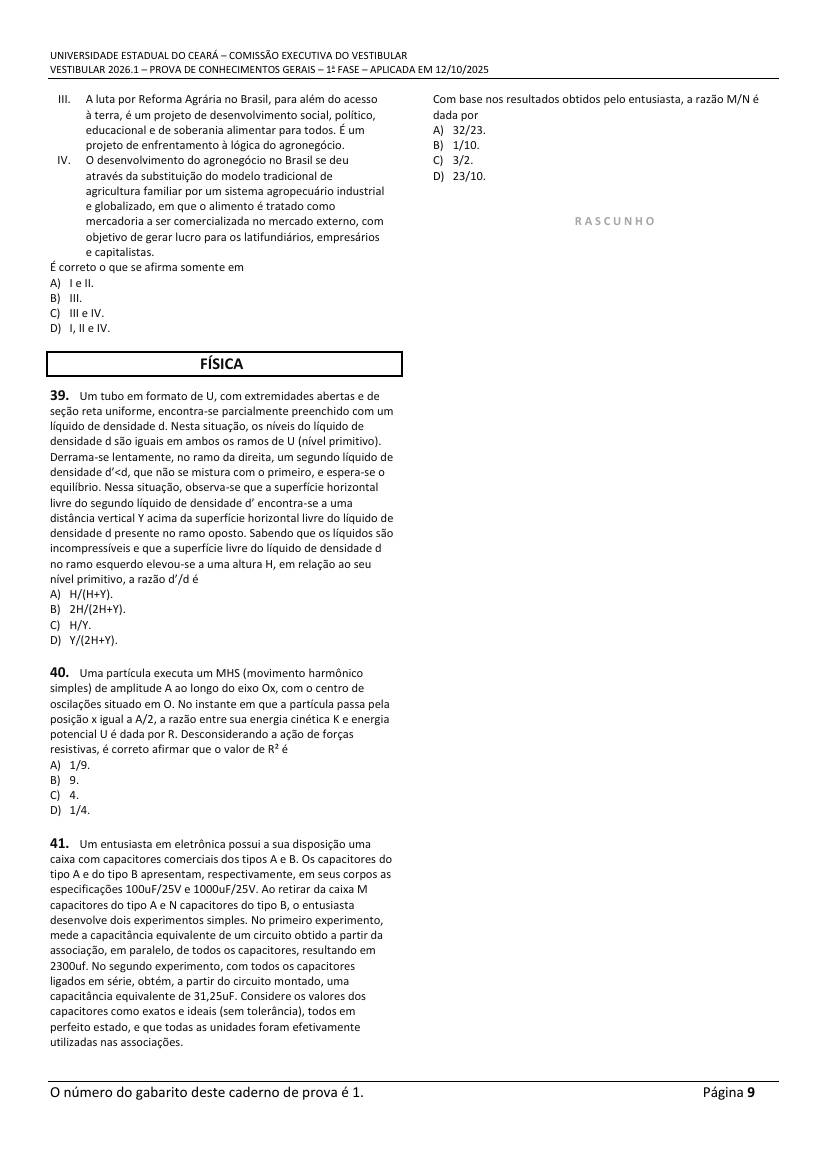 UNIVERSIDADE ESTADUAL DO CEARÁ – COMISSÃO EXECUTIVA DO VESTIBULAR
VESTIBULAR 2026.1 – PROVA DE CONHECIMENTOS GERAIS – 1ª FASE – APLICADA EM 12/10/2025
III. A luta por Reforma Agrária no Brasil, para além do acesso
à terra, é um projeto de desenvolvimento social, político,
educacional e de soberania alimentar para todos. É um
projeto de enfrentamento à lógica do agronegócio.
IV. O desenvolvimento do agronegócio no Brasil se deu
através da substituição do modelo tradicional de
agricultura familiar por um sistema agropecuário industrial
e globalizado, em que o alimento é tratado como
mercadoria a ser comercializada no mercado externo, com
objetivo de gerar lucro para os latifundiários, empresários
e capitalistas.
É correto o que se afirma somente em
A) I e II.
B) III.
C) III e IV.
D) I, II e IV.
FÍSICA
39. Um tubo em formato de U, com extremidades abertas e de
seção reta uniforme, encontra-se parcialmente preenchido com um
líquido de densidade d. Nesta situação, os níveis do líquido de
densidade d são iguais em ambos os ramos de U (nível primitivo).
Derrama-se lentamente, no ramo da direita, um segundo líquido de
densidade d’<d, que não se mistura com o primeiro, e espera-se o
equilíbrio. Nessa situação, observa-se que a superfície horizontal
livre do segundo líquido de densidade d’ encontra-se a uma
distância vertical Y acima da superfície horizontal livre do líquido de
densidade d presente no ramo oposto. Sabendo que os líquidos são
incompressíveis e que a superfície livre do líquido de densidade d
no ramo esquerdo elevou-se a uma altura H, em relação ao seu
nível primitivo, a razão d’/d é
A) H/(H+Y).
B) 2H/(2H+Y).
C) H/Y.
D) Y/(2H+Y).
40. Uma partícula executa um MHS (movimento harmônico
simples) de amplitude A ao longo do eixo Ox, com o centro de
oscilações situado em O. No instante em que a partícula passa pela
posição x igual a A/2, a razão entre sua energia cinética K e energia
potencial U é dada por R. Desconsiderando a ação de forças
resistivas, é correto afirmar que o valor de R² é
A) 1/9.
B) 9.
C) 4.
D) 1/4.
41. Um entusiasta em eletrônica possui a sua disposição uma
caixa com capacitores comerciais dos tipos A e B. Os capacitores do
tipo A e do tipo B apresentam, respectivamente, em seus corpos as
especificações 100uF/25V e 1000uF/25V. Ao retirar da caixa M
capacitores do tipo A e N capacitores do tipo B, o entusiasta
desenvolve dois experimentos simples. No primeiro experimento,
mede a capacitância equivalente de um circuito obtido a partir da
associação, em paralelo, de todos os capacitores, resultando em
2300uf. No segundo experimento, com todos os capacitores
ligados em série, obtém, a partir do circuito montado, uma
capacitância equivalente de 31,25uF. Considere os valores dos
capacitores como exatos e ideais (sem tolerância), todos em
perfeito estado, e que todas as unidades foram efetivamente
utilizadas nas associações.
Com base nos resultados obtidos pelo entusiasta, a razão M/N é
dada por
A) 32/23.
B) 1/10.
C) 3/2.
D) 23/10.
RASCUNHO
O número do gabarito deste caderno de prova é 1.
Página 9